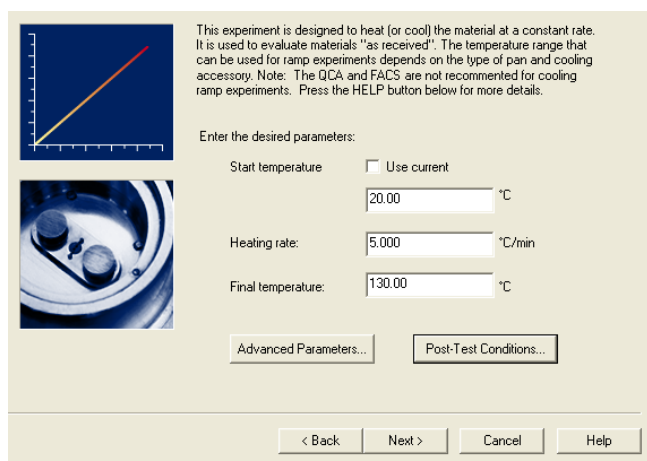 This experiment is designed to heat (or cool) the material at a constant rate.
It is used to evaluate materials "as received". The temperature range that
can be used for ramp experiments depends on the type of pan and cooling
accessory. Note: The QCA and FACS are not recommended for cooling
ramp experiments. Press the HELP button below for more details.
Enter the desired parameters:
Start temperature Use current
20.00 °C
Heating rate: 5.000 °C/min
Final temperature: 130.00 °C
Advanced Parameters... Post-Test Conditions...
< Back Next > Cancel Help